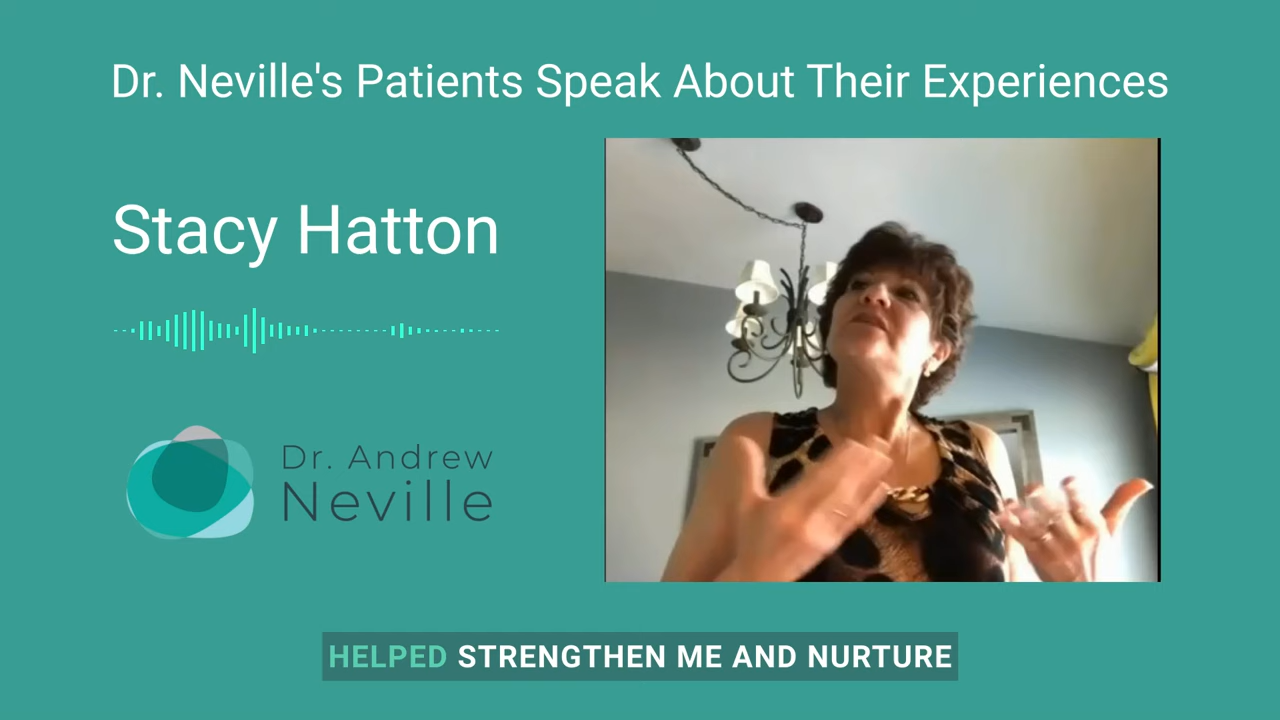 Dr. Neville's Patients Speak About Their Experiences
Stacy Hatton
Dr. Andrew
Neville
HELPED STRENGTHEN ME AND NURTURE